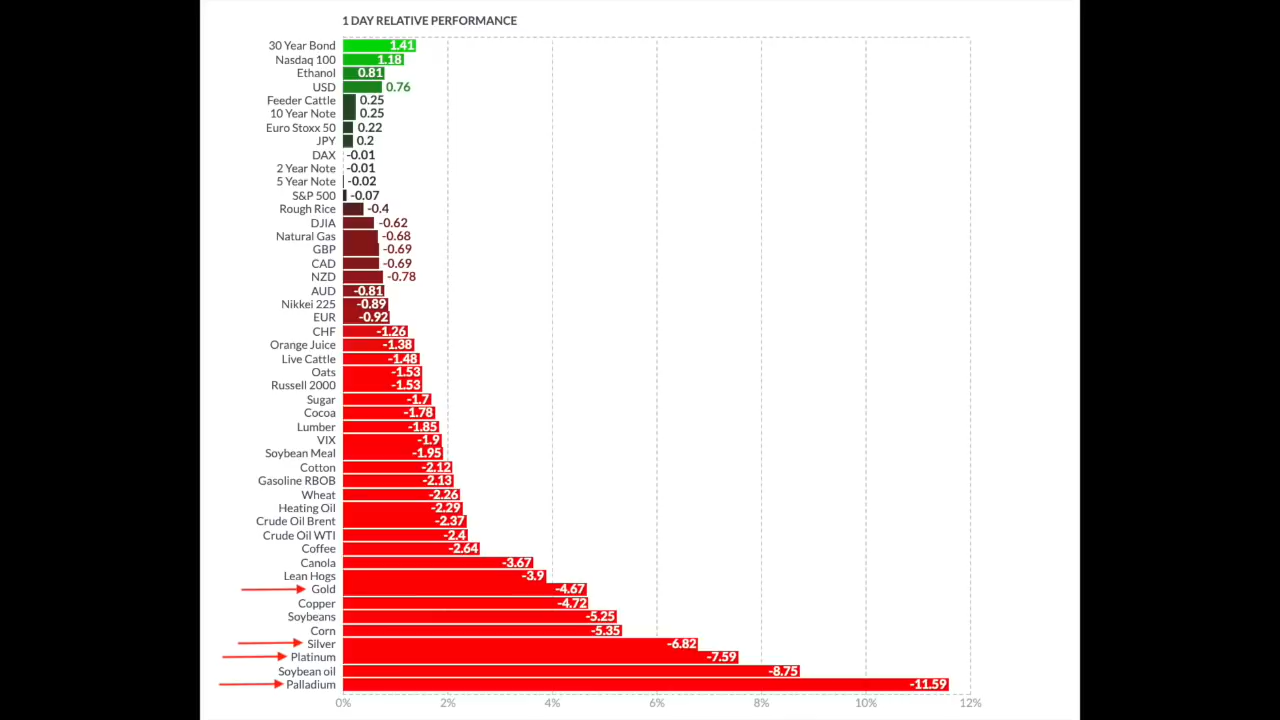 1 DAY RELATIVE PERFORMANCE
30 Year Bond 1.41
Nasdaq 100 1.18
Ethanol 0.81
USD 0.76
Feeder Cattle 0.25
10 Year Note 0.25
Euro Stoxx 50 0.22
JPY 0.2
DAX -0.01
2 Year Note -0.01
5 Year Note -0.02
S&P 500 -0.07
Rough Rice -0.4
DJIA -0.62
Natural Gas -0.68
GBP -0.69
CAD -0.69
NZD -0.78
AUD -0.81
Nikkei 225 -0.89
EUR -0.92
CHF -1.26
Orange Juice -1.38
Live Cattle -1.48
Oats -1.53
Russell 2000 -1.53
Sugar -1.7
Cocoa -1.78
Lumber -1.85
VIX -1.9
Soybean Meal -1.95
Cotton -2.12
Gasoline RBOB -2.13
Wheat -2.26
Heating Oil -2.29
Crude Oil Brent -2.37
Crude Oil WTI -2.4
Coffee -2.64
Canola -3.67
Lean Hogs -3.9
Gold -4.67
Copper -4.72
Soybeans -5.25
Corn -5.35
Silver -6.82
Platinum -7.59
Soybean oil -8.75
Palladium -11.59
0% 2% 4% 6% 8% 10% 12%